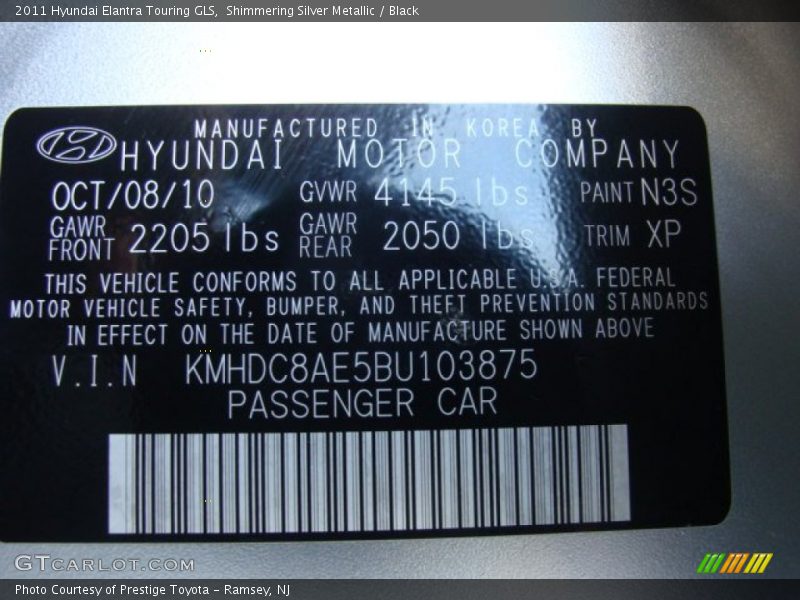 2011 Hyundai Elantra Touring GLS,  Shimmering Silver Metallic / Black
MANUFACTURED IN KOREA BY
HYUNDAI MOTOR COMPANY
OCT/08/10 GVWR 4145 lbs PAINT N3S
GAWR FRONT 2205 lbs GAWR REAR 2050 lbs TRIM XP
THIS VEHICLE CONFORMS TO ALL APPLICABLE U.S.A. FEDERAL
MOTOR VEHICLE SAFETY, BUMPER, AND THEFT PREVENTION STANDARDS
IN EFFECT ON THE DATE OF MANUFACTURE SHOWN ABOVE
V.I.N KMHDC8AE5BU103875
PASSENGER CAR
GTCARLOT.COM
Photo Courtesy of Prestige Toyota - Ramsey, NJ